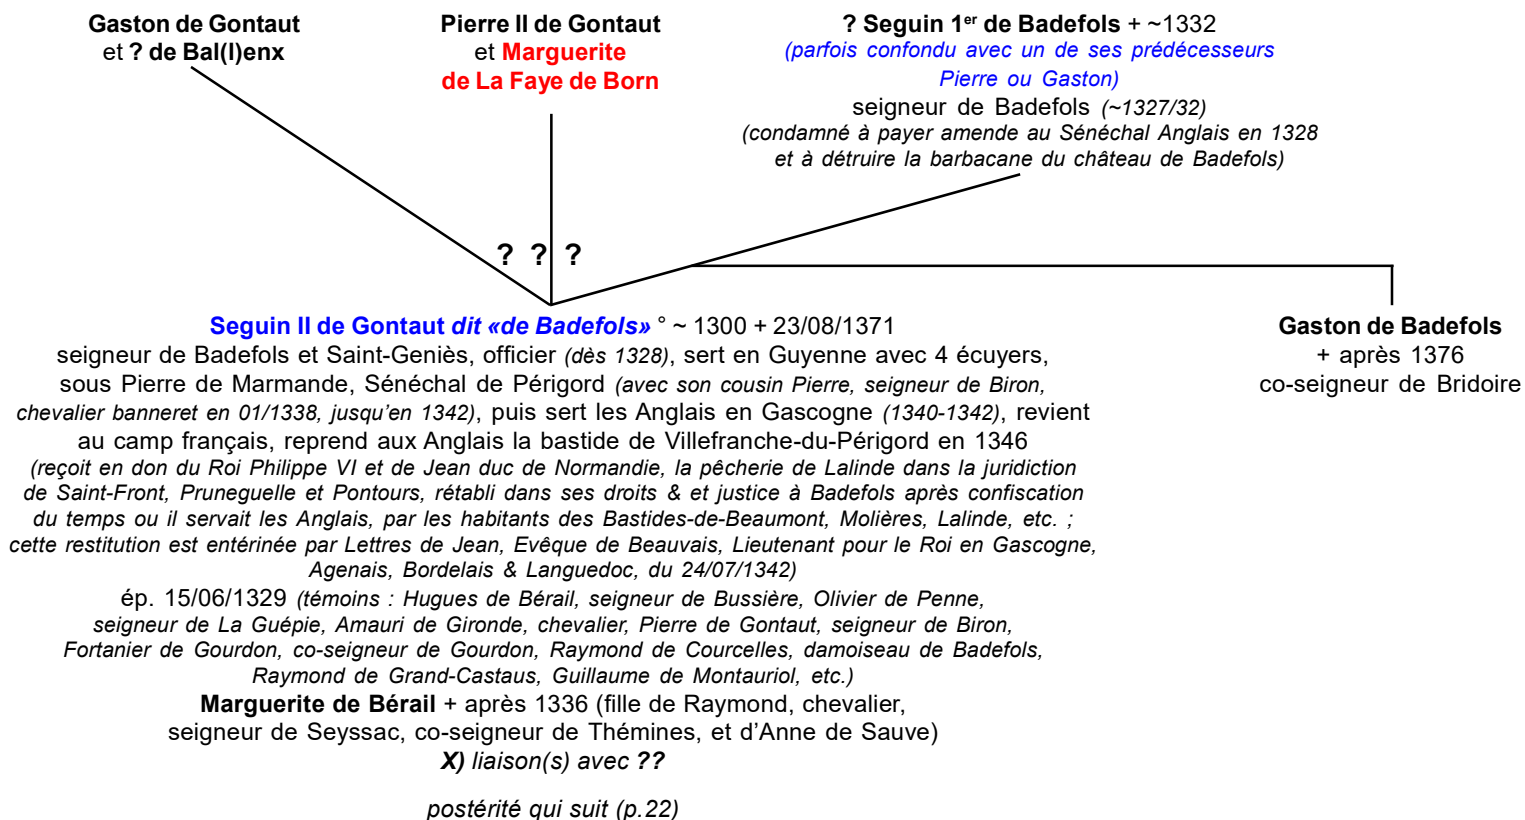 Gaston de Gontaut
et ? de Bal(l)enx
Pierre II de Gontaut
et Marguerite
de La Faye de Born
? Seguin 1er de Badefols + ~1332
(parfois confondu avec un de ses prédécesseurs
Pierre ou Gaston)
seigneur de Badefols (~1327/32)
(condamné à payer amende au Sénéchal Anglais en 1328
et à détruire la barbacane du château de Badefols)
? ? ?
Seguin II de Gontaut dit «de Badefols» ° ~ 1300 + 23/08/1371
seigneur de Badefols et Saint-Geniès, officier (dès 1328), sert en Guyenne avec 4 écuyers,
sous Pierre de Marmande, Sénéchal de Périgord (avec son cousin Pierre, seigneur de Biron,
chevalier banneret en 01/1338, jusqu'en 1342), puis sert les Anglais en Gascogne (1340-1342), revient
au camp français, reprend aux Anglais la bastide de Villefranche-du-Périgord en 1346
(reçoit en don du Roi Philippe VI et de Jean duc de Normandie, la pêcherie de Lalinde dans la juridiction
de Saint-Front, Pruneguelle et Pontours, rétabli dans ses droits & et justice à Badefols après confiscation
du temps ou il servait les Anglais, par les habitants des Bastides-de-Beaumont, Molières, Lalinde, etc. ;
cette restitution est entérinée par Lettres de Jean, Evêque de Beauvais, Lieutenant pour le Roi en Gascogne,
Agenais, Bordelais & Languedoc, du 24/07/1342)
ép. 15/06/1329 (témoins : Hugues de Bérail, seigneur de Bussière, Olivier de Penne,
seigneur de La Guépie, Amauri de Gironde, chevalier, Pierre de Gontaut, seigneur de Biron,
Fortanier de Gourdon, co-seigneur de Gourdon, Raymond de Courcelles, damoiseau de Badefols,
Raymond de Grand-Castaus, Guillaume de Montauriol, etc.)
Marguerite de Bérail + après 1336 (fille de Raymond, chevalier,
seigneur de Seyssac, co-seigneur de Thémines, et d'Anne de Sauve)
X) liaison(s) avec ??
postérité qui suit (p.22)
Gaston de Badefols
+ après 1376
co-seigneur de Bridoire